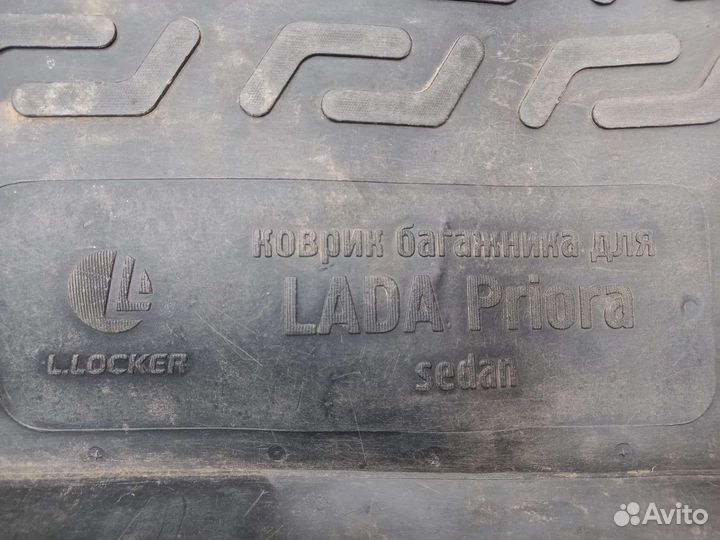 коврик багажника для
LADA Priora
sedan
L.LOCKER
Avito